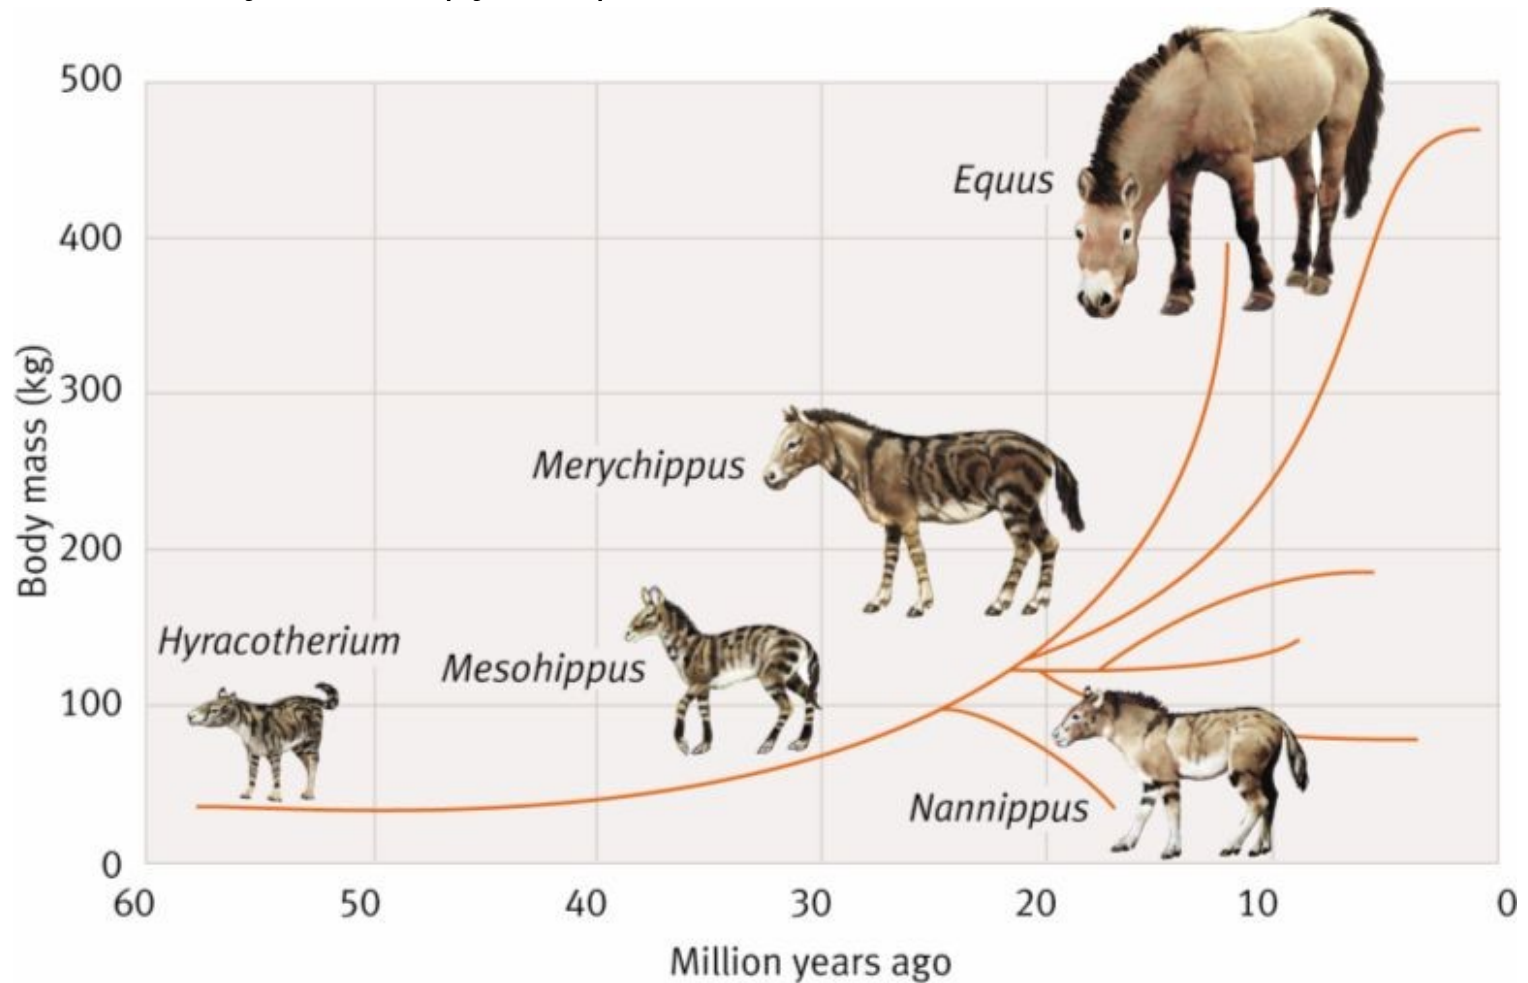 500
400
300
200
100
0
Body mass (kg)
Equus
Merychippus
Hyracotherium
Mesohippus
Nannippus
60 50 40 30 20 10 0
Million years ago